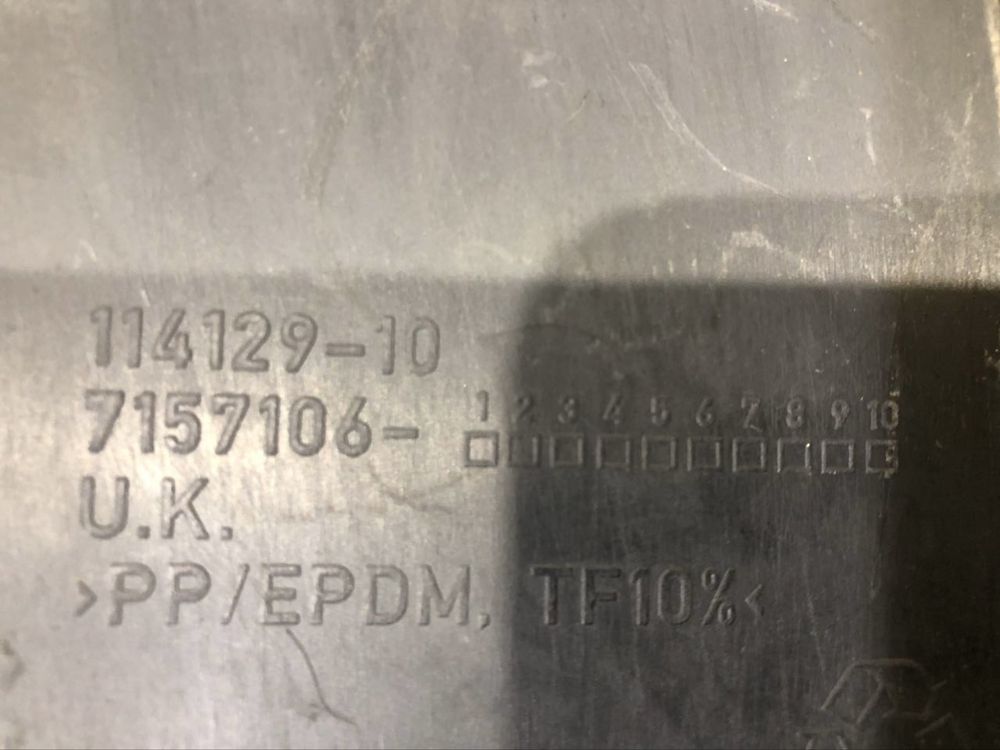 114129-10
7157106- 1 2 3 4 5 6 7 8 9 10
U.K.
>PP/EPDM, TF10%<